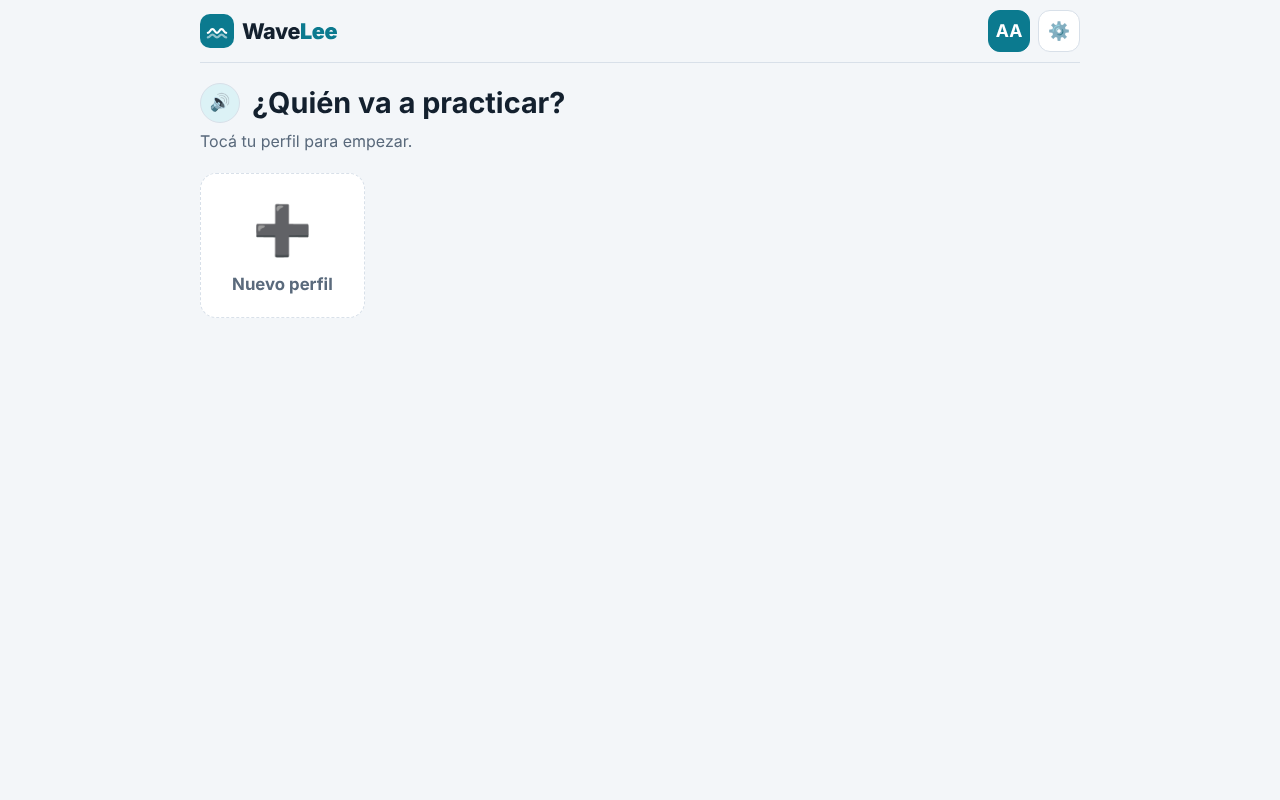 WaveLee
AA
¿Quién va a practicar?
Tocá tu perfil para empezar.
Nuevo perfil